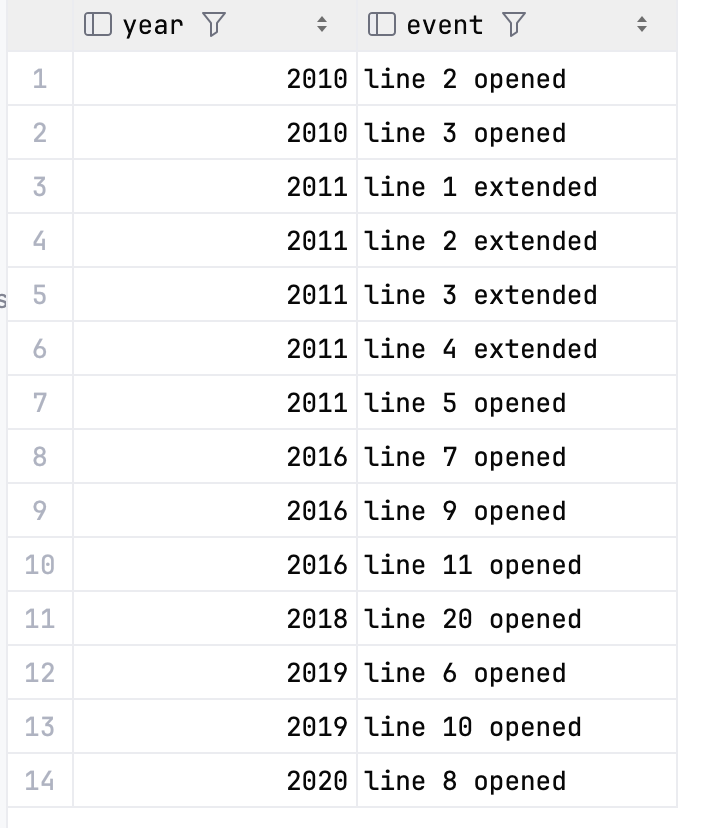 year event
1 2010 line 2 opened
2 2010 line 3 opened
3 2011 line 1 extended
4 2011 line 2 extended
5 2011 line 3 extended
6 2011 line 4 extended
7 2011 line 5 opened
8 2016 line 7 opened
9 2016 line 9 opened
10 2016 line 11 opened
11 2018 line 20 opened
12 2019 line 6 opened
13 2019 line 10 opened
14 2020 line 8 opened